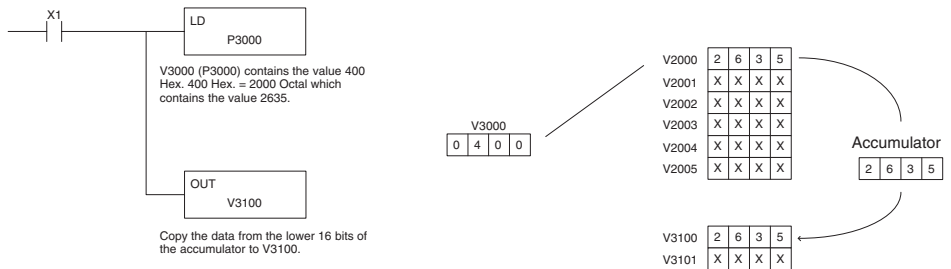 X1
LD
P3000
V3000 (P3000) contains the value 400
Hex. 400 Hex. = 2000 Octal which
contains the value 2635.
OUT
V3100
Copy the data from the lower 16 bits of
the accumulator to V3100.
V3000
0 4 0 0
V2000 2 6 3 5
V2001 X X X X
V2002 X X X X
V2003 X X X X
V2004 X X X X
V2005 X X X X
Accumulator
2 6 3 5
V3100 2 6 3 5
V3101 X X X X